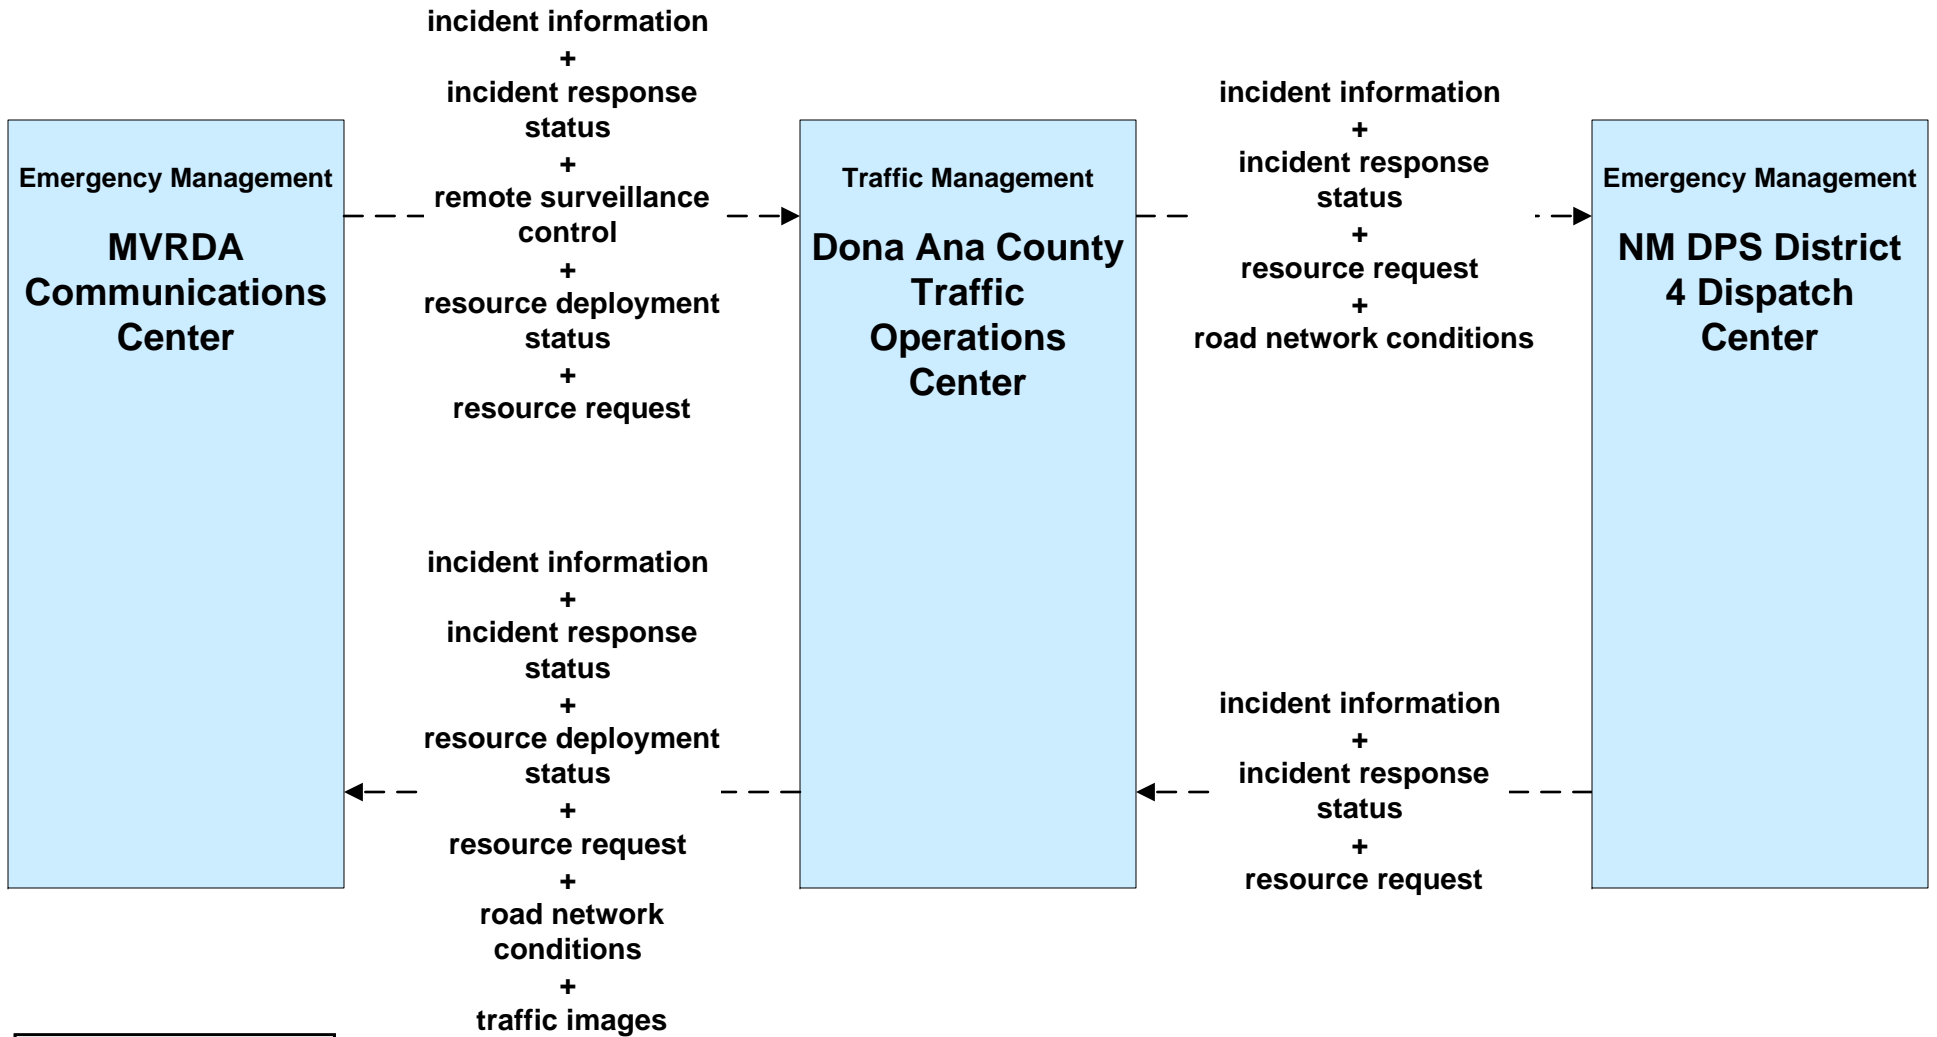 incident information
+
incident response
status
+
remote surveillance
control
+
resource deployment
status
+
resource request
incident information
+
incident response
status
+
resource request
+
road network conditions
Emergency Management
MVRDA
Communications
Center
Traffic Management
Dona Ana County
Traffic
Operations
Center
Emergency Management
NM DPS District
4 Dispatch
Center
incident information
+
incident response
status
+
resource deployment
status
+
resource request
+
road network
conditions
+
traffic images
incident information
+
incident response
status
+
resource request